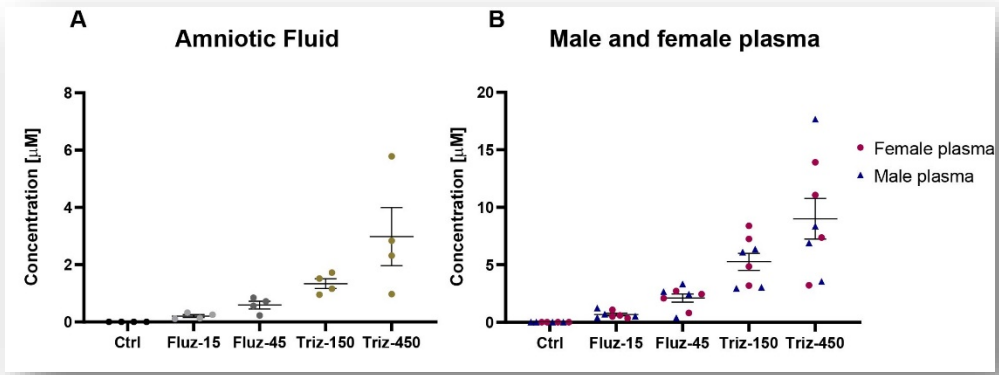 A
Amniotic Fluid
Concentration [µM]
8
6
4
2
0
Ctrl Fluz-15 Fluz-45 Triz-150 Triz-450
B
Male and female plasma
Concentration [µM]
20
15
10
5
0
Ctrl Fluz-15 Fluz-45 Triz-150 Triz-450
Female plasma
Male plasma